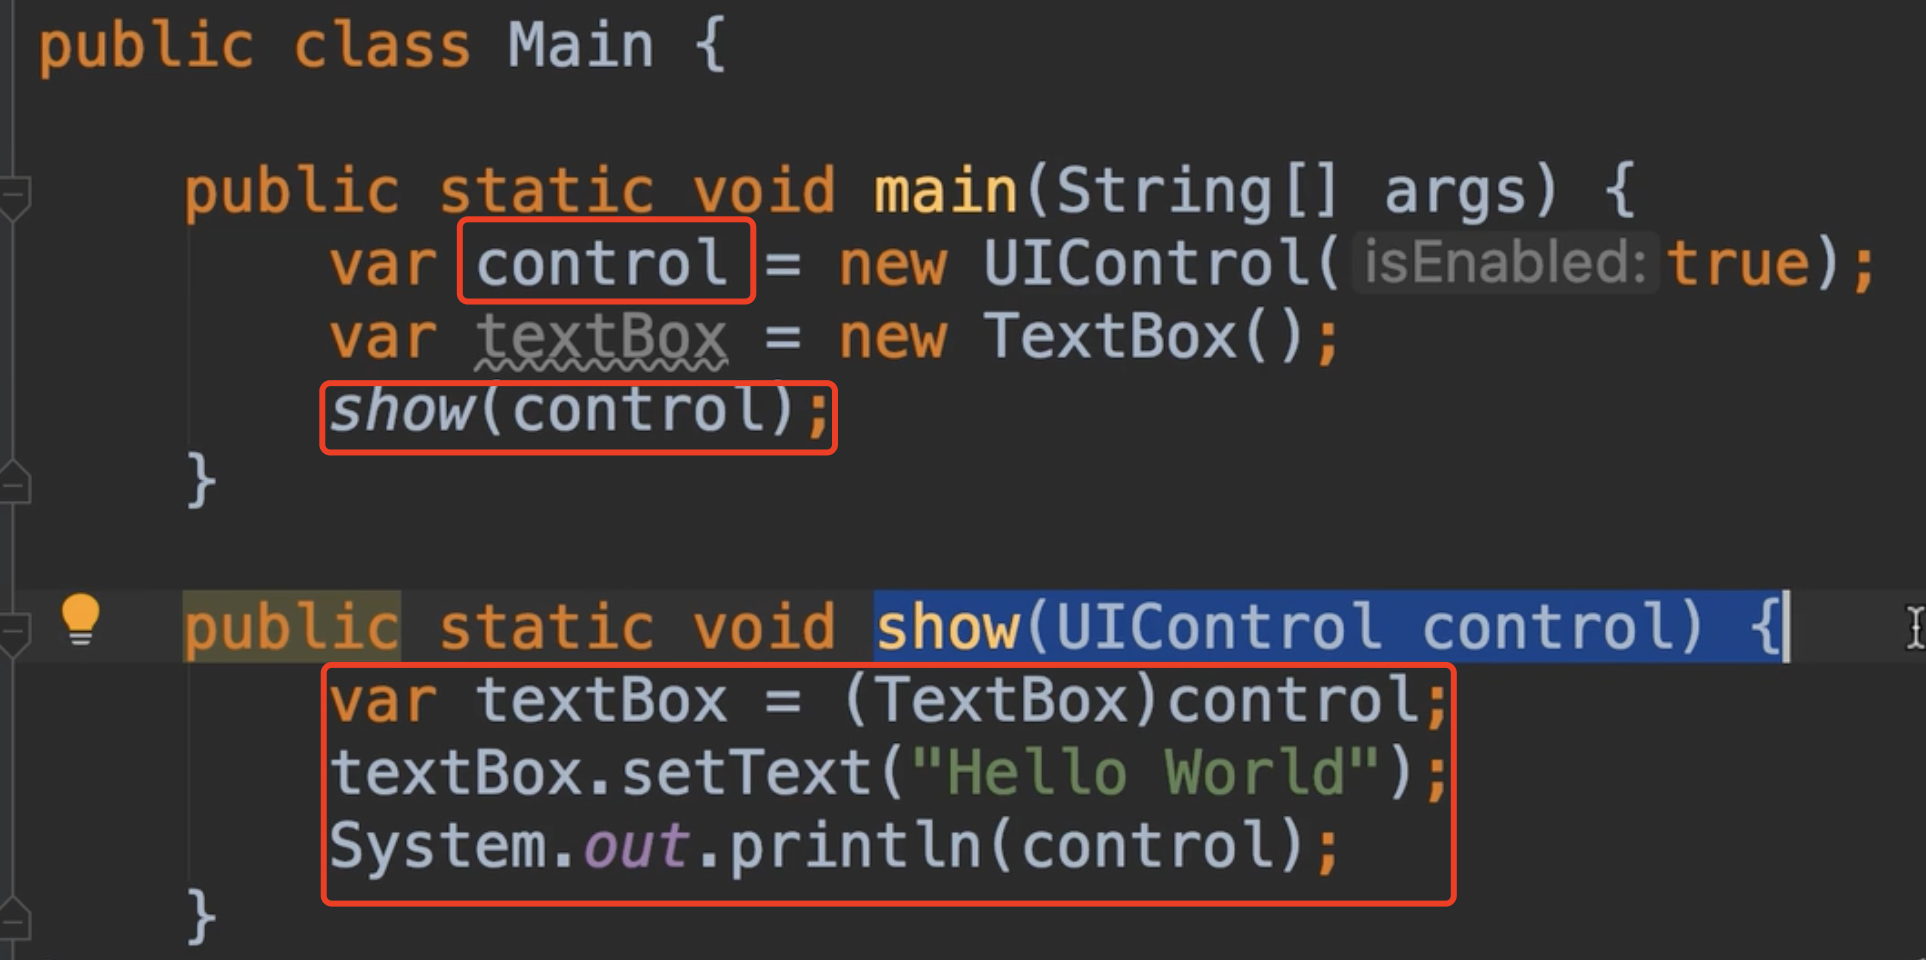 public class Main {
public static void main(String[] args) {
var control = new UIControl( isEnabled: true);
var textBox = new TextBox();
show(control);
}
public static void show(UIControl control) {
var textBox = (TextBox)control;
textBox.setText("Hello World");
System.out.println(control);
}